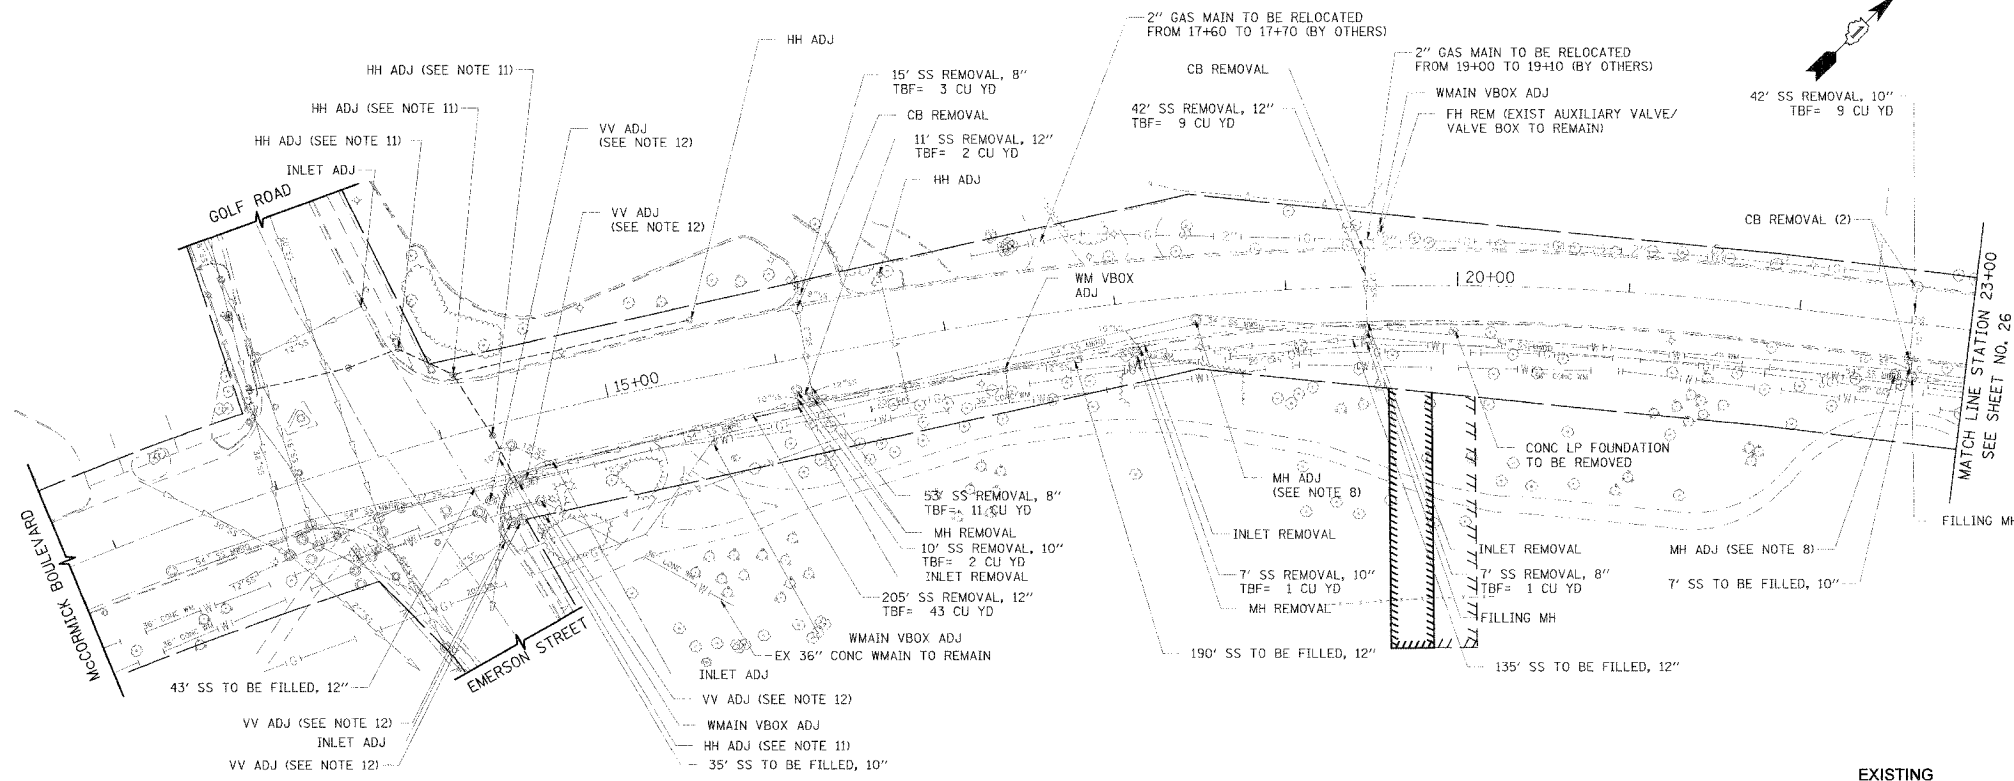 2" GAS MAIN TO BE RELOCATED
FROM 17+60 TO 17+70 (BY OTHERS)
HH ADJ
2" GAS MAIN TO BE RELOCATED
FROM 19+00 TO 19+10 (BY OTHERS)
HH ADJ (SEE NOTE 11)
15' SS REMOVAL, 8"
TBF= 3 CU YD
CB REMOVAL
WMAIN VBOX ADJ
42' SS REMOVAL, 10"
TBF= 9 CU YD
HH ADJ (SEE NOTE 11)
CB REMOVAL
42' SS REMOVAL, 12"
TBF= 9 CU YD
FH REM (EXIST AUXILIARY VALVE/
VALVE BOX TO REMAIN)
VV ADJ
(SEE NOTE 12)
HH ADJ (SEE NOTE 11)
11' SS REMOVAL, 12"
TBF= 2 CU YD
INLET ADJ
HH ADJ
GOLF ROAD
VV ADJ
(SEE NOTE 12)
CB REMOVAL (2)
WM VBOX
ADJ
20+00
15+00
MATCH LINE STATION 23+00
SEE SHEET NO. 26
CONC LP FOUNDATION
TO BE REMOVED
MH ADJ
(SEE NOTE 8)
53' SS REMOVAL, 8"
TBF= 11 CU YD
MH REMOVAL
10' SS REMOVAL, 10"
TBF= 2 CU YD
INLET REMOVAL
INLET REMOVAL
INLET REMOVAL
FILLING MH
MH ADJ (SEE NOTE 8)
7' SS REMOVAL, 10"
TBF= 1 CU YD
7' SS REMOVAL, 8"
TBF= 1 CU YD
7' SS TO BE FILLED, 10"
205' SS REMOVAL, 12"
TBF= 43 CU YD
MH REMOVAL
FILLING MH
McCORMICK BOULEVARD
EMERSON STREET
WMAIN VBOX ADJ
EX 36" CONC WMAIN TO REMAIN
190' SS TO BE FILLED, 12"
135' SS TO BE FILLED, 12"
INLET ADJ
43' SS TO BE FILLED, 12"
VV ADJ (SEE NOTE 12)
VV ADJ (SEE NOTE 12)
WMAIN VBOX ADJ
INLET ADJ
HH ADJ (SEE NOTE 11)
VV ADJ (SEE NOTE 12)
35' SS TO BE FILLED, 10"
EXISTING